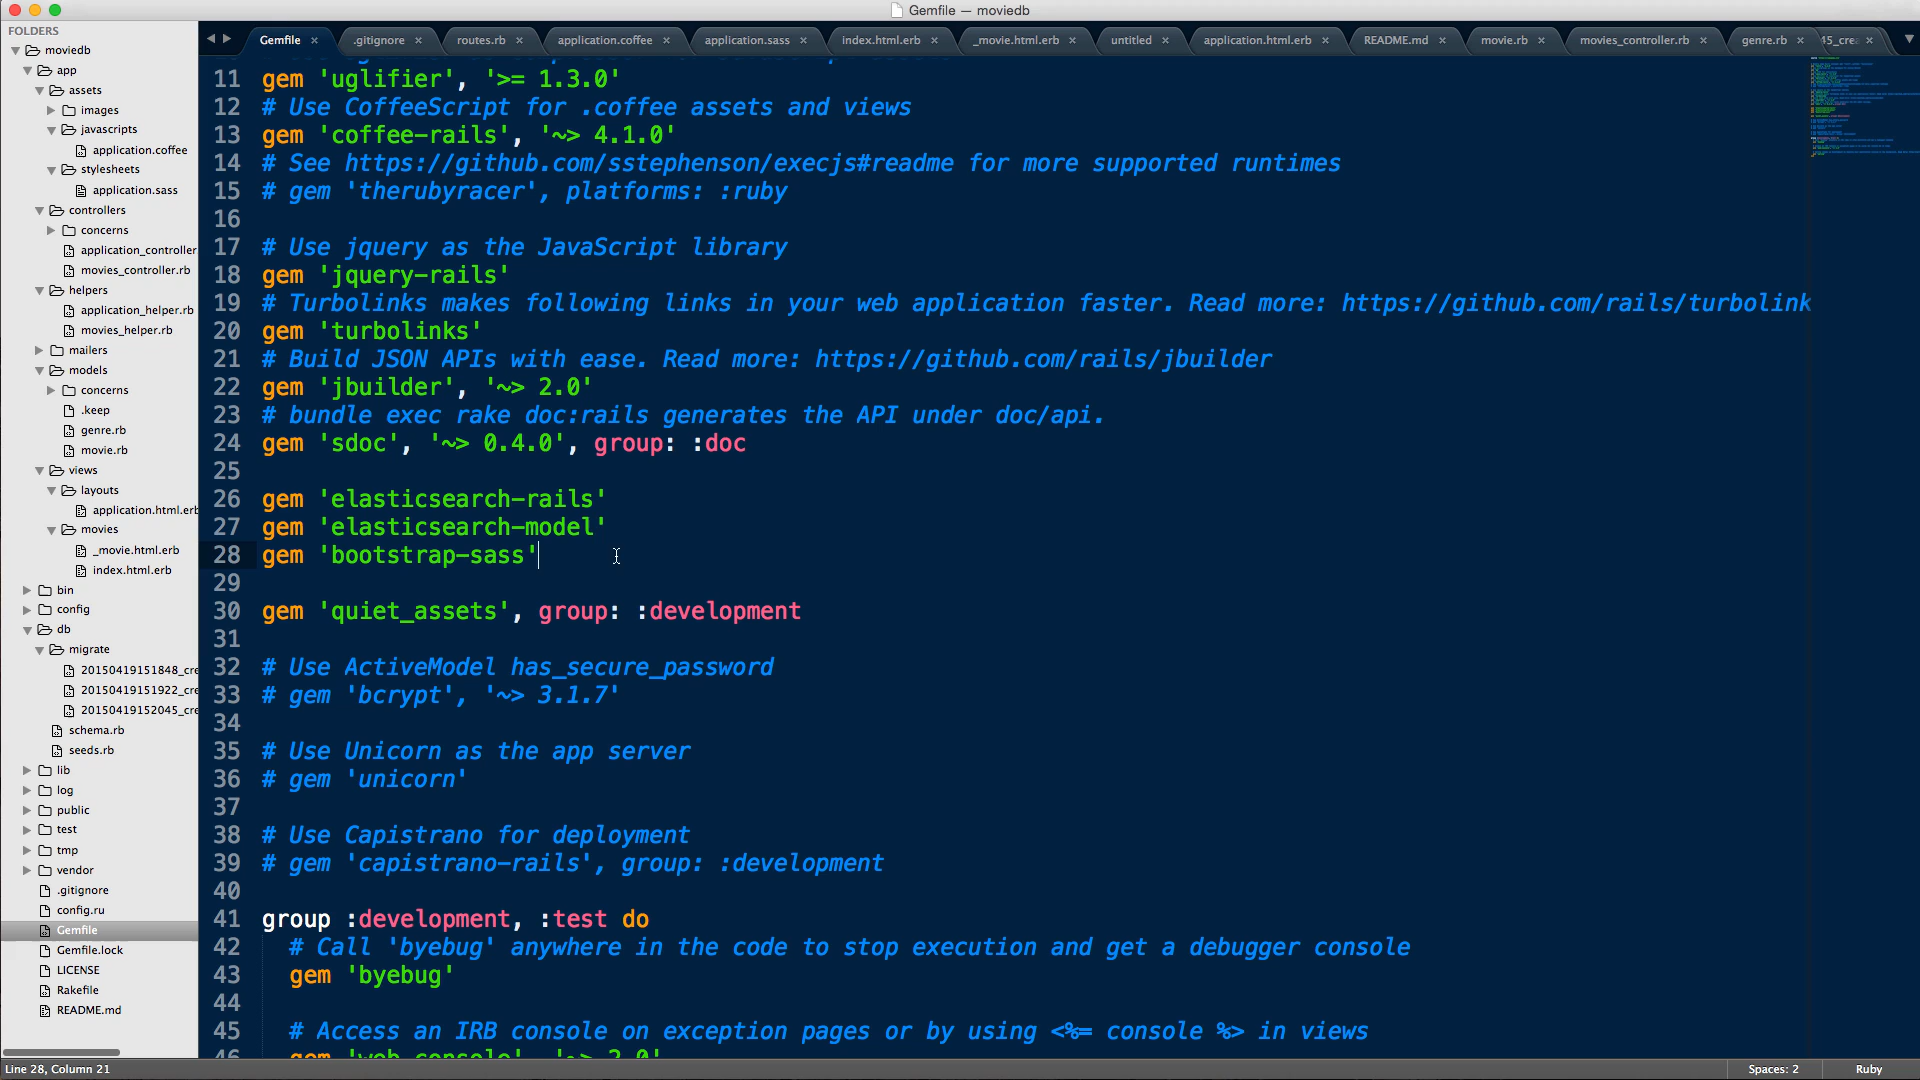 Gemfile — moviedb
FOLDERS
moviedb
app
assets
images
javascripts
application.coffee
stylesheets
application.sass
controllers
concerns
application_controller
movies_controller.rb
helpers
application_helper.rb
movies_helper.rb
mailers
models
concerns
.keep
genre.rb
movie.rb
views
layouts
application.html.erb
movies
_movie.html.erb
index.html.erb
bin
config
db
migrate
20150419151848_cre
20150419151922_cre
20150419152045_cre
schema.rb
seeds.rb
lib
log
public
test
tmp
vendor
.gitignore
config.ru
Gemfile
Gemfile.lock
LICENSE
Rakefile
README.md
Gemfile .gitignore routes.rb application.coffee application.sass index.html.erb _movie.html.erb untitled application.html.erb README.md movie.rb movies_controller.rb genre.rb 45_crea
11 gem 'uglifier', '>= 1.3.0'
12 # Use CoffeeScript for .coffee assets and views
13 gem 'coffee-rails', '~> 4.1.0'
14 # See https://github.com/sstephenson/execjs#readme for more supported runtimes
15 # gem 'therubyracer', platforms: :ruby
16
17 # Use jquery as the JavaScript library
18 gem 'jquery-rails'
19 # Turbolinks makes following links in your web application faster. Read more: https://github.com/rails/turbolink
20 gem 'turbolinks'
21 # Build JSON APIs with ease. Read more: https://github.com/rails/jbuilder
22 gem 'jbuilder', '~> 2.0'
23 # bundle exec rake doc:rails generates the API under doc/api.
24 gem 'sdoc', '~> 0.4.0', group: :doc
25
26 gem 'elasticsearch-rails'
27 gem 'elasticsearch-model'
28 gem 'bootstrap-sass'
29
30 gem 'quiet_assets', group: :development
31
32 # Use ActiveModel has_secure_password
33 # gem 'bcrypt', '~> 3.1.7'
34
35 # Use Unicorn as the app server
36 # gem 'unicorn'
37
38 # Use Capistrano for deployment
39 # gem 'capistrano-rails', group: :development
40
41 group :development, :test do
42 # Call 'byebug' anywhere in the code to stop execution and get a debugger console
43 gem 'byebug'
44
45 # Access an IRB console on exception pages or by using <%= console %> in views
46 gem 'web-console', '~> 2.0'
Line 28, Column 21
Spaces: 2
Ruby